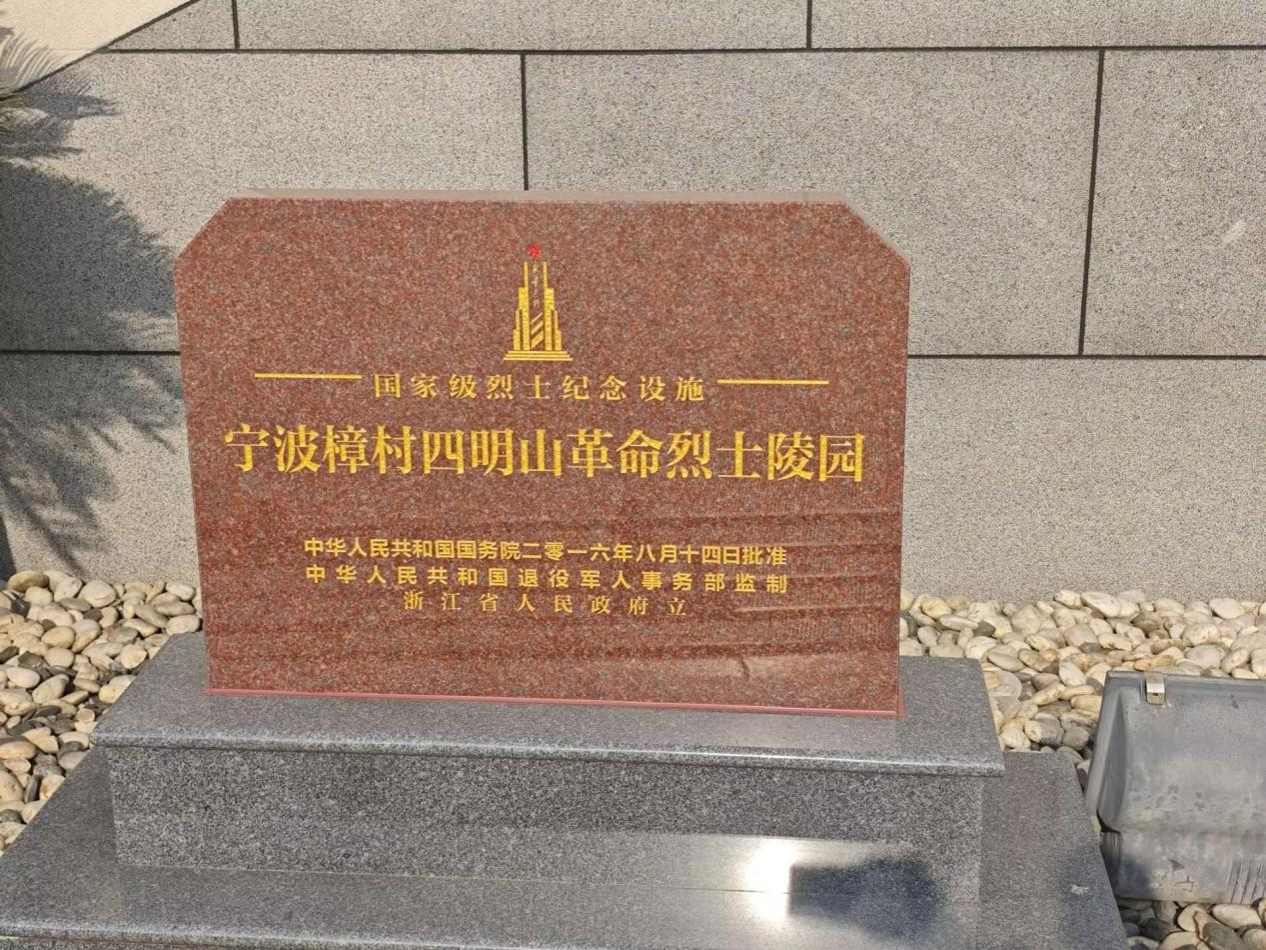 国家级烈士纪念设施
宁波樟村四明山革命烈士陵园
中华人民共和国国务院二零一六年八月十四日批准
中华人民共和国退役军人事务部监制
浙江省人民政府立